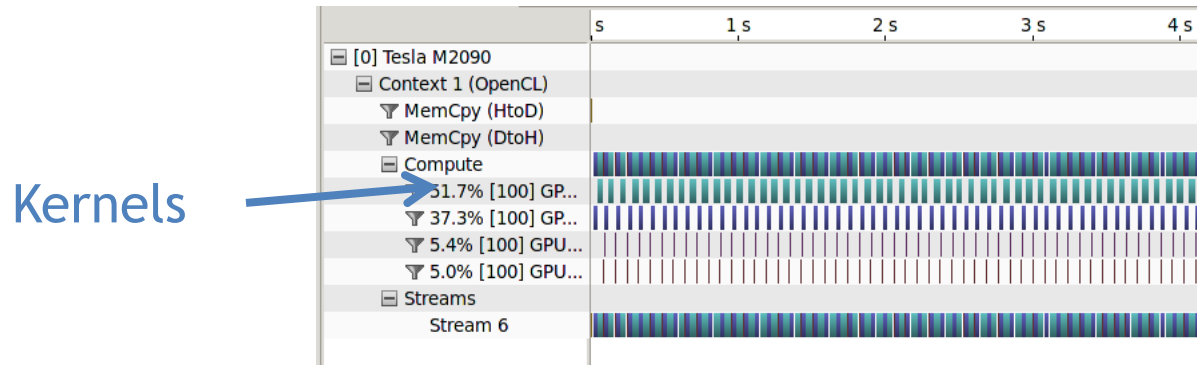 s 1 s 2 s 3 s 4 s
[0] Tesla M2090
Context 1 (OpenCL)
MemCpy (HtoD)
MemCpy (DtoH)
Compute
Kernels
51.7% [100] GP...
37.3% [100] GP...
5.4% [100] GPU...
5.0% [100] GPU...
Streams
Stream 6